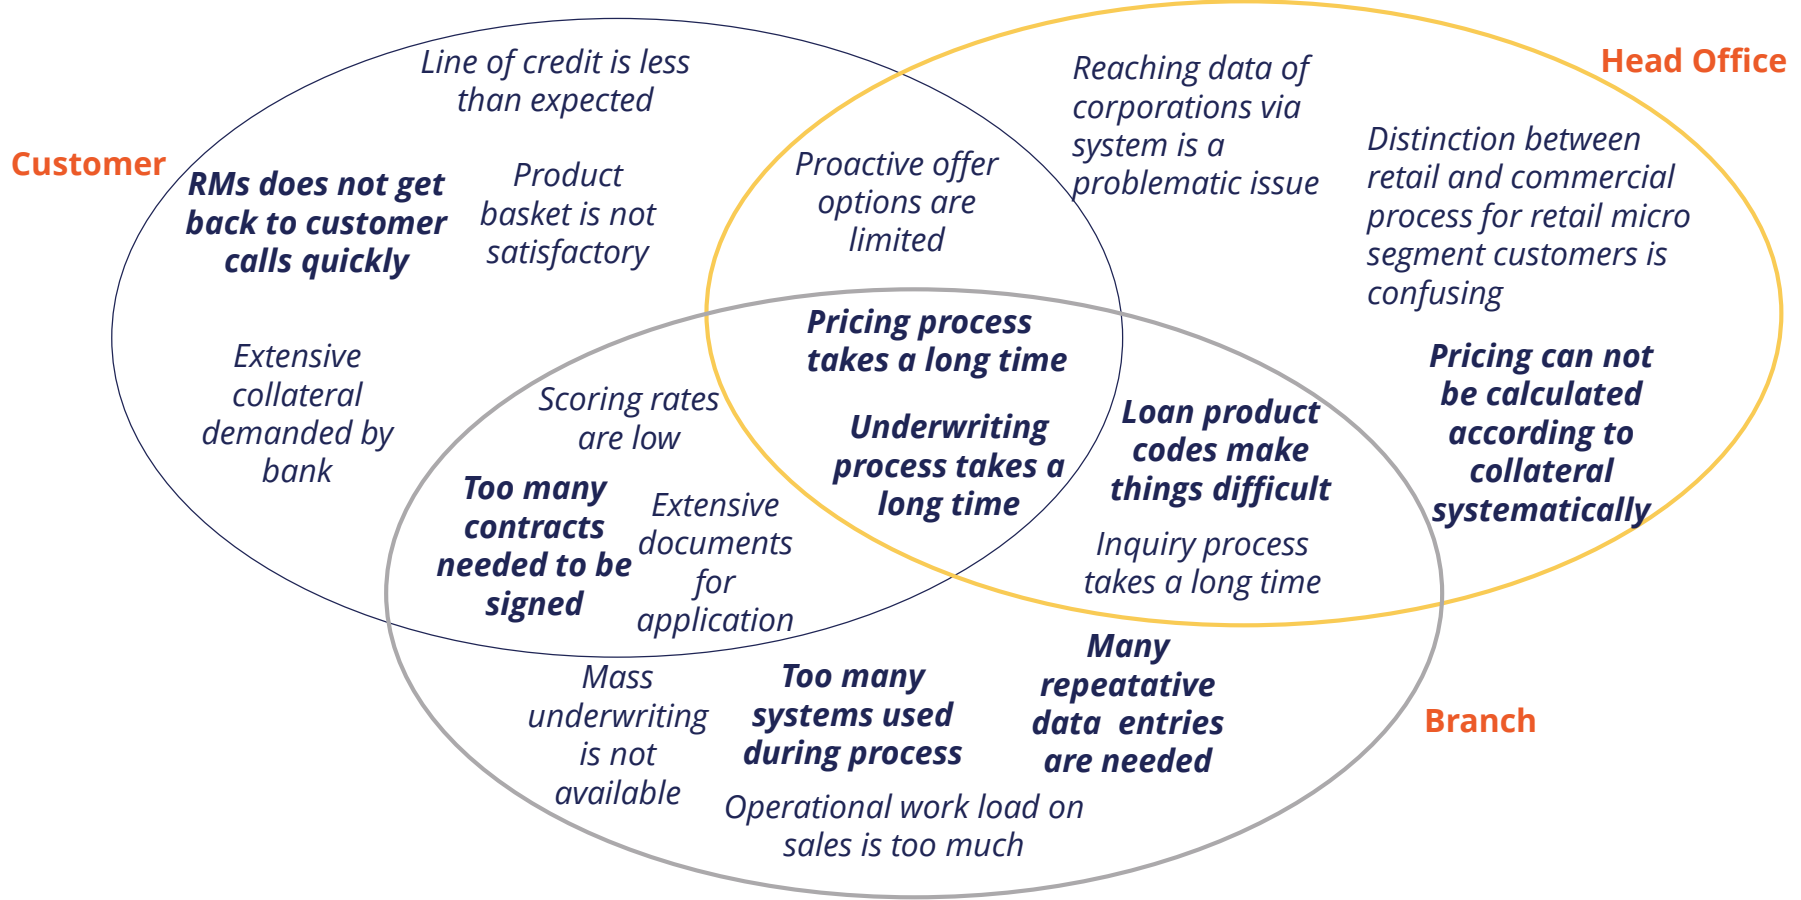 Head Office
Customer
Line of credit is less
than expected
RMs does not get
back to customer
calls quickly
Product
basket is not
satisfactory
Proactive offer
options are
limited
Reaching data of
corporations via
system is a
problematic issue
Distinction between
retail and commercial
process for retail micro
segment customers is
confusing
Extensive
collateral
demanded by
bank
Pricing process
takes a long time
Pricing can not
be calculated
according to
collateral
systematically
Scoring rates
are low
Underwriting
process takes a
long time
Loan product
codes make
things difficult
Too many
contracts
needed to be
signed
Extensive
documents
for
application
Inquiry process
takes a long time
Mass
underwriting
is not
available
Too many
systems used
during process
Many
repeatative
data  entries
are needed
Branch
Operational work load on
sales is too much